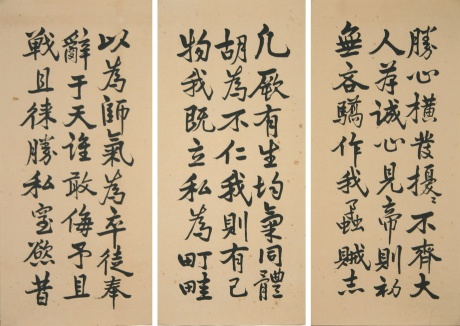 勝心橫發擾〻不齊大
人存誠心見帝則初
無吝驕作我蟊賊志
凡厥有生均氣同體
胡為不仁我則有己
物我既立私為町畦
以為師氣為卒徒奉
辭于天誰敢侮予且
戰且徠勝私窒欲昔